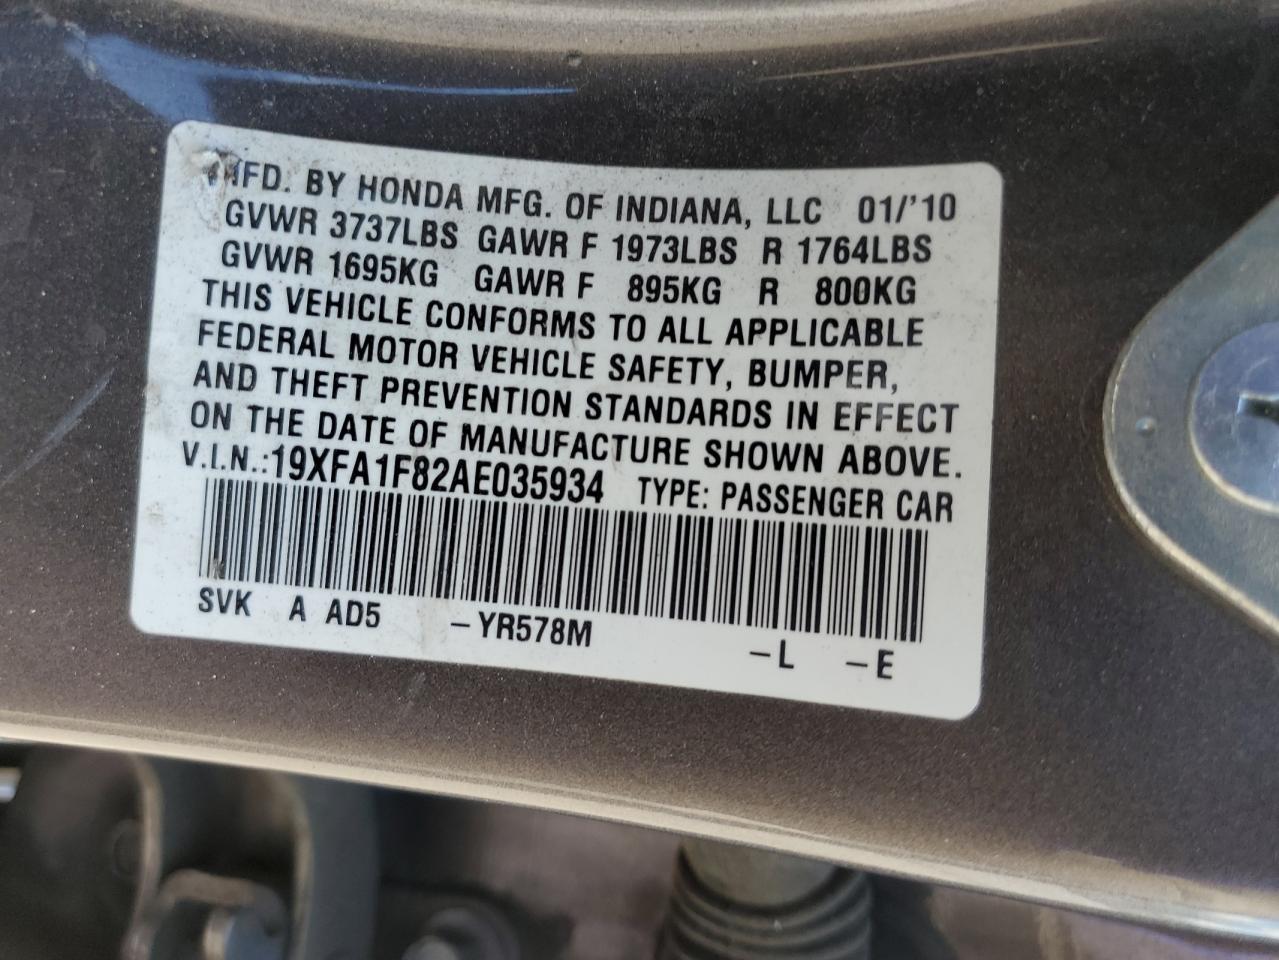 MFD. BY HONDA MFG. OF INDIANA, LLC 01/'10
GVWR 3737LBS GAWR F 1973LBS R 1764LBS
GVWR 1695KG GAWR F 895KG R 800KG
THIS VEHICLE CONFORMS TO ALL APPLICABLE
FEDERAL MOTOR VEHICLE SAFETY, BUMPER,
AND THEFT PREVENTION STANDARDS IN EFFECT
ON THE DATE OF MANUFACTURE SHOWN ABOVE.
V.I.N.:19XFA1F82AE035934 TYPE: PASSENGER CAR
SVK A AD5 –YR578M –L –E